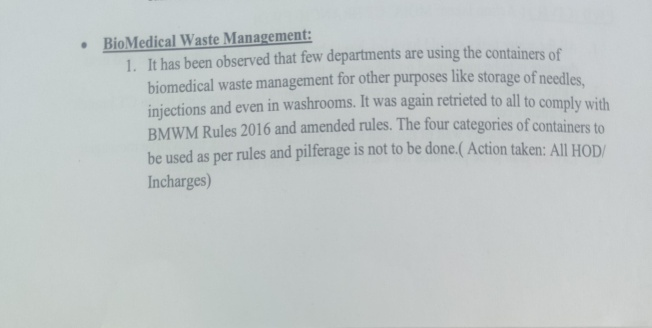 • BioMedical Waste Management:
1. It has been observed that few departments are using the containers of
biomedical waste management for other purposes like storage of needles,
injections and even in washrooms. It was again retrieted to all to comply with
BMWM Rules 2016 and amended rules. The four categories of containers to
be used as per rules and pilferage is not to be done.( Action taken: All HOD/
Incharges)